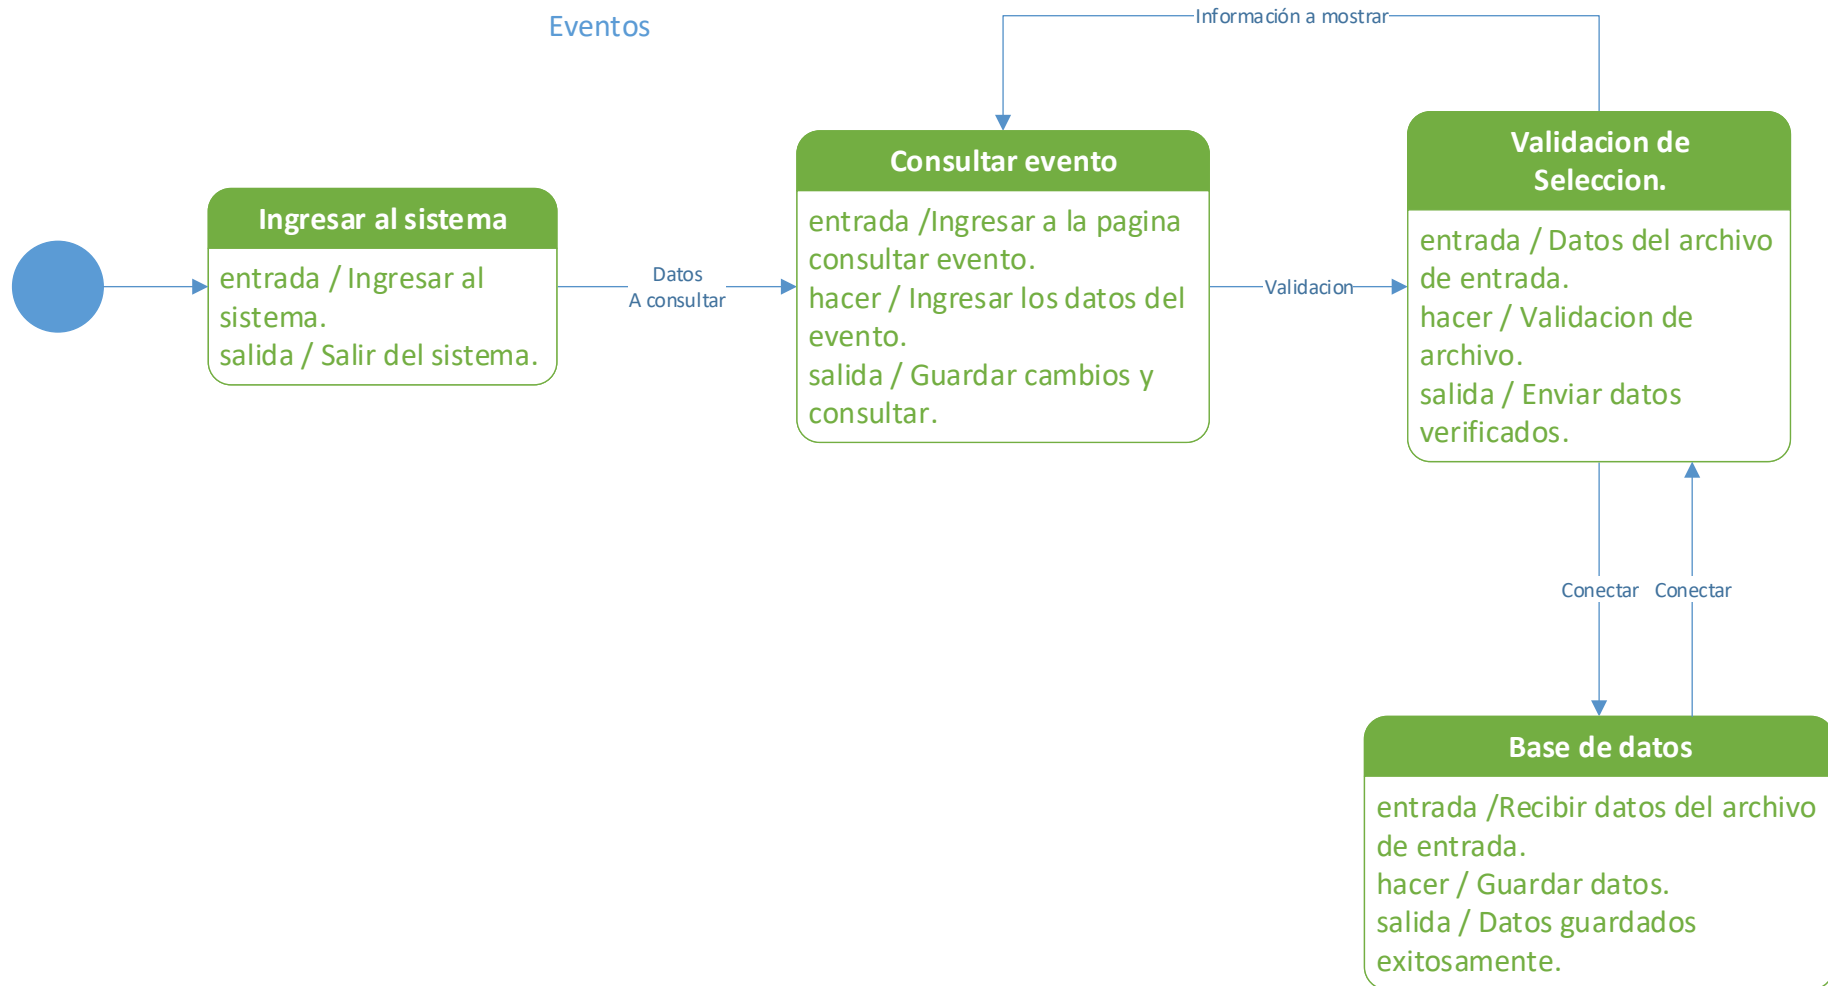 Eventos
Información a mostrar
Ingresar al sistema
entrada / Ingresar al
sistema.
salida / Salir del sistema.
Datos
A consultar
Consultar evento
entrada /Ingresar a la pagina
consultar evento.
hacer / Ingresar los datos del
evento.
salida / Guardar cambios y
consultar.
Validacion
Validacion de
Seleccion.
entrada / Datos del archivo
de entrada.
hacer / Validacion de
archivo.
salida / Enviar datos
verificados.
Conectar
Conectar
Base de datos
entrada /Recibir datos del archivo
de entrada.
hacer / Guardar datos.
salida / Datos guardados
exitosamente.